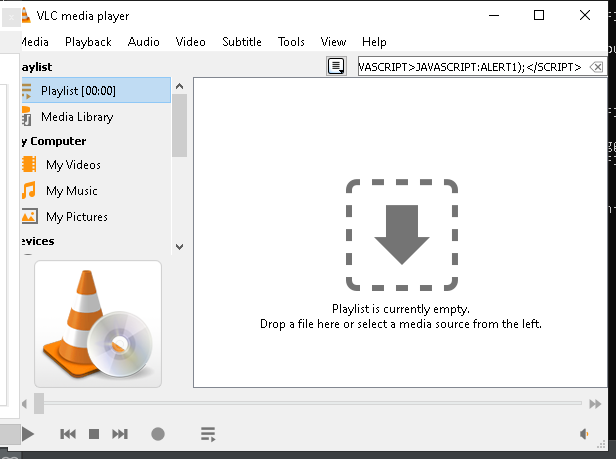 VLC media player
Media Playback Audio Video Subtitle Tools View Help
aylist
VASCRIPT>JAVASCRIPT:ALERT1);</SCRIPT>
Playlist [00:00]
Media Library
y Computer
My Videos
My Music
My Pictures
evices
Playlist is currently empty.
Drop a file here or select a media source from the left.